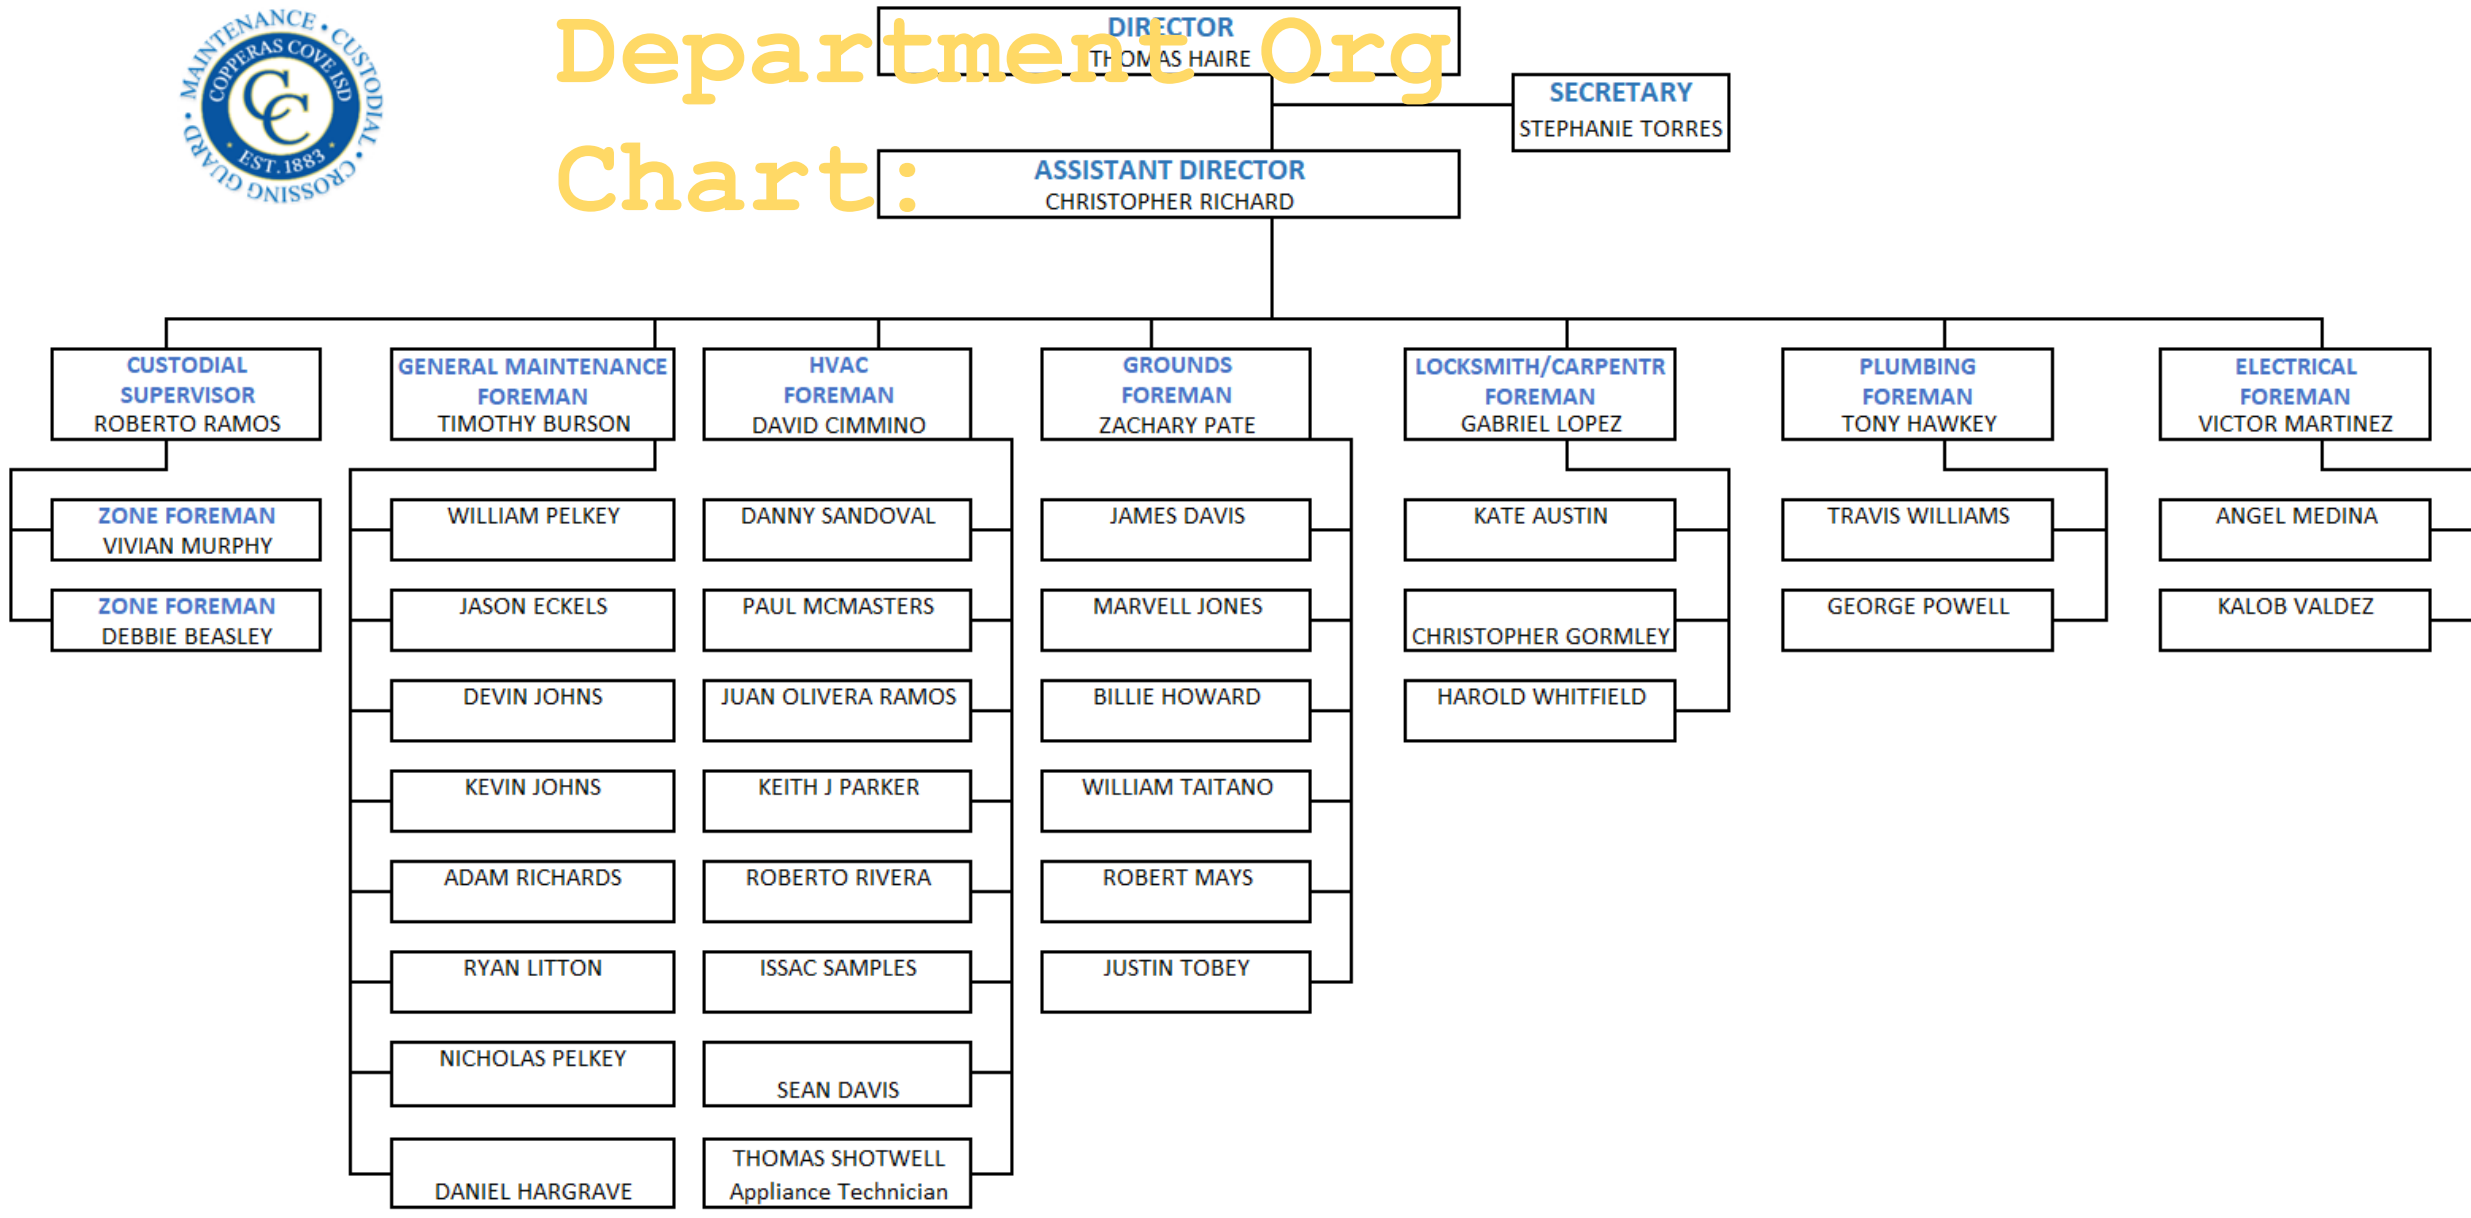 MAINTENANCE • CUSTODIAL • CROSSING GUARD •
COPPERAS COVE ISD
CC
• EST. 1883 •
Department Org
Chart:
DIRECTOR
THOMAS HAIRE
SECRETARY
STEPHANIE TORRES
ASSISTANT DIRECTOR
CHRISTOPHER RICHARD
CUSTODIAL
SUPERVISOR
ROBERTO RAMOS
ZONE FOREMAN
VIVIAN MURPHY
ZONE FOREMAN
DEBBIE BEASLEY
GENERAL MAINTENANCE
FOREMAN
TIMOTHY BURSON
WILLIAM PELKEY
JASON ECKELS
DEVIN JOHNS
KEVIN JOHNS
ADAM RICHARDS
RYAN LITTON
NICHOLAS PELKEY
DANIEL HARGRAVE
HVAC
FOREMAN
DAVID CIMMINO
DANNY SANDOVAL
PAUL MCMASTERS
JUAN OLIVERA RAMOS
KEITH J PARKER
ROBERTO RIVERA
ISSAC SAMPLES
SEAN DAVIS
THOMAS SHOTWELL
Appliance Technician
GROUNDS
FOREMAN
ZACHARY PATE
JAMES DAVIS
MARVELL JONES
BILLIE HOWARD
WILLIAM TAITANO
ROBERT MAYS
JUSTIN TOBEY
LOCKSMITH/CARPENTR
FOREMAN
GABRIEL LOPEZ
KATE AUSTIN
CHRISTOPHER GORMLEY
HAROLD WHITFIELD
PLUMBING
FOREMAN
TONY HAWKEY
TRAVIS WILLIAMS
GEORGE POWELL
ELECTRICAL
FOREMAN
VICTOR MARTINEZ
ANGEL MEDINA
KALOB VALDEZ